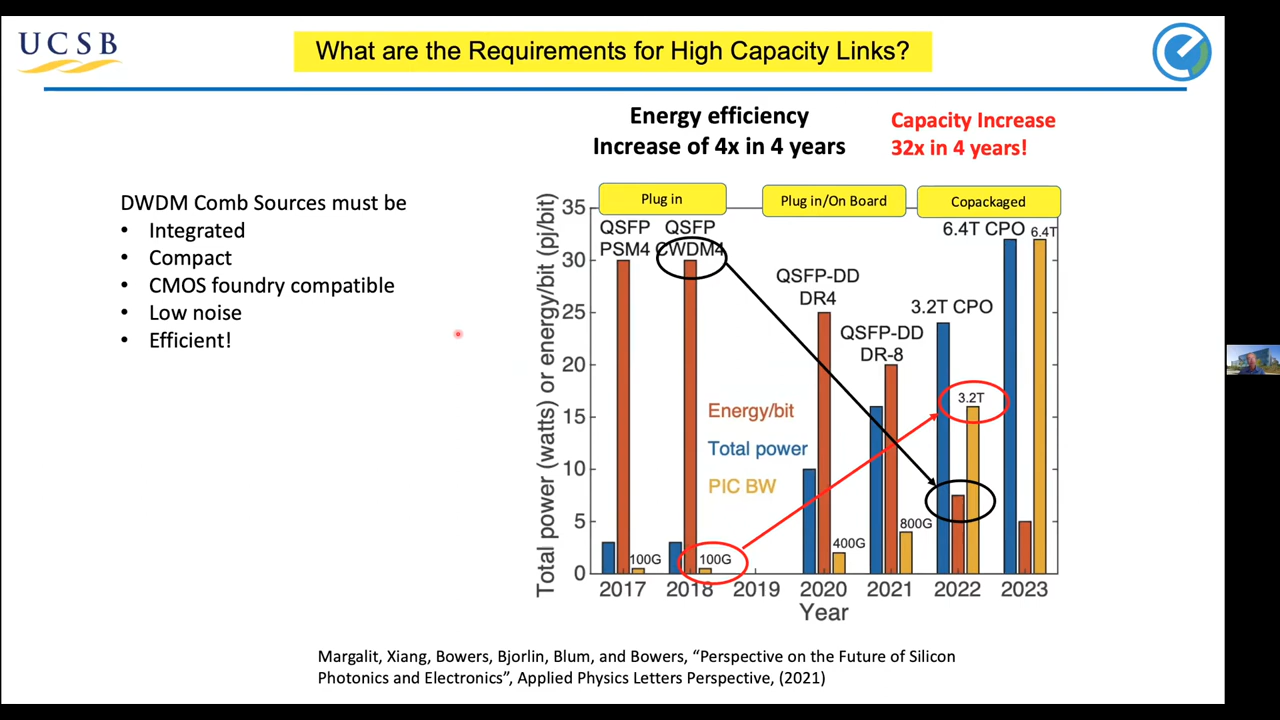 UCSB
What are the Requirements for High Capacity Links?
Energy efficiency
Increase of 4x in 4 years
Capacity Increase
32x in 4 years!
DWDM Comb Sources must be
• Integrated
• Compact
• CMOS foundry compatible
• Low noise
• Efficient!
Plug in
Plug in/On Board
Copackaged
Total power (watts) or energy/bit (pj/bit)
35
30
25
20
15
10
5
0
QSFP
PSM4
QSFP
CWDM4
QSFP-DD
DR4
QSFP-DD
DR-8
3.2T CPO
6.4T CPO
6.4T
3.2T
Energy/bit
Total power
PIC BW
100G
100G
400G
800G
2017
2018
2019
2020
2021
2022
2023
Year
Margalit, Xiang, Bowers, Bjorlin, Blum, and Bowers, “Perspective on the Future of Silicon
Photonics and Electronics”, Applied Physics Letters Perspective, (2021)